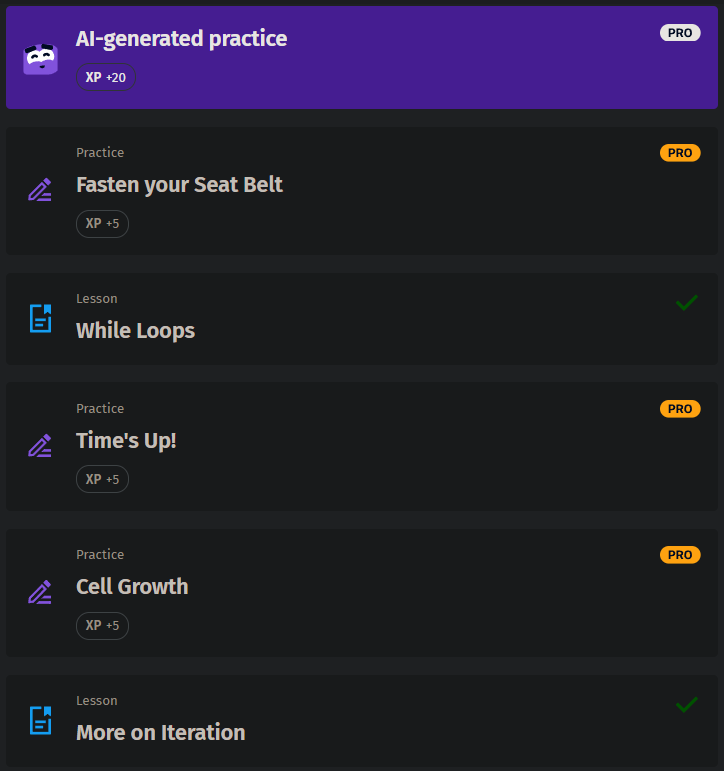 AI-generated practice
PRO
XP +20
Practice
PRO
Fasten your Seat Belt
XP +5
Lesson
While Loops
Practice
PRO
Time's Up!
XP +5
Practice
PRO
Cell Growth
XP +5
Lesson
More on Iteration